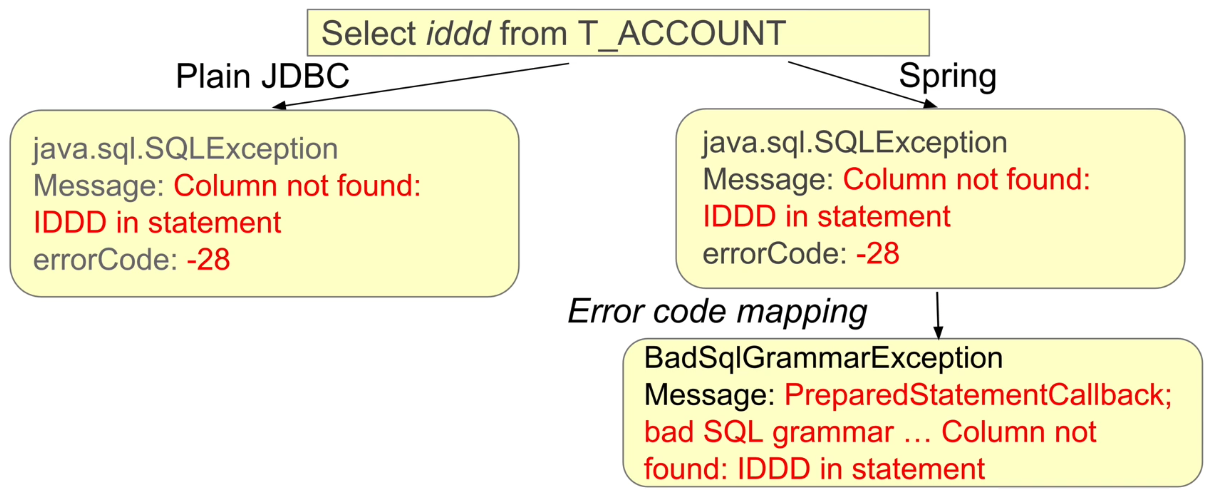 Select iddd from T_ACCOUNT
Plain JDBC
Spring
java.sql.SQLException
Message: Column not found:
IDDD in statement
errorCode: -28
java.sql.SQLException
Message: Column not found:
IDDD in statement
errorCode: -28
Error code mapping
BadSqlGrammarException
Message: PreparedStatementCallback;
bad SQL grammar … Column not
found: IDDD in statement